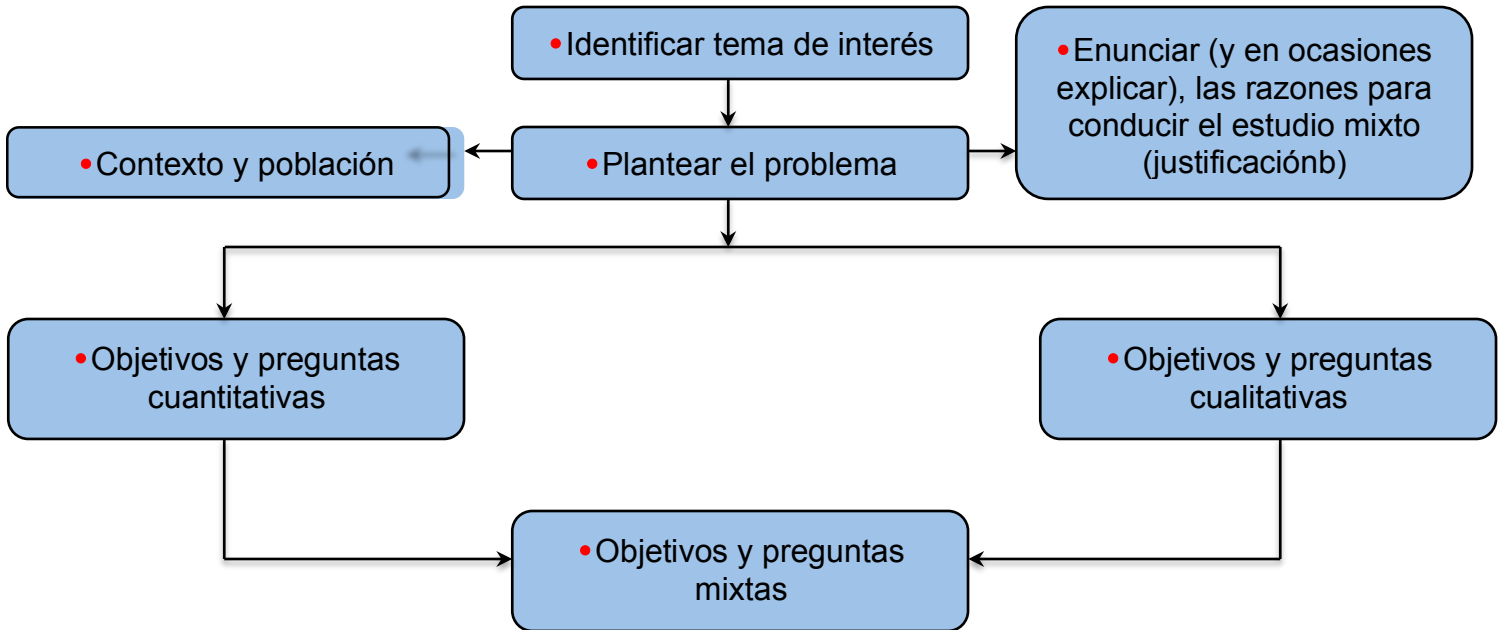 •Identificar tema de interés
•Enunciar (y en ocasiones
explicar), las razones para
conducir el estudio mixto
(justificaciónb)
•Contexto y población
•Plantear el problema
•Objetivos y preguntas
cuantitativas
•Objetivos y preguntas
cualitativas
•Objetivos y preguntas
mixtas